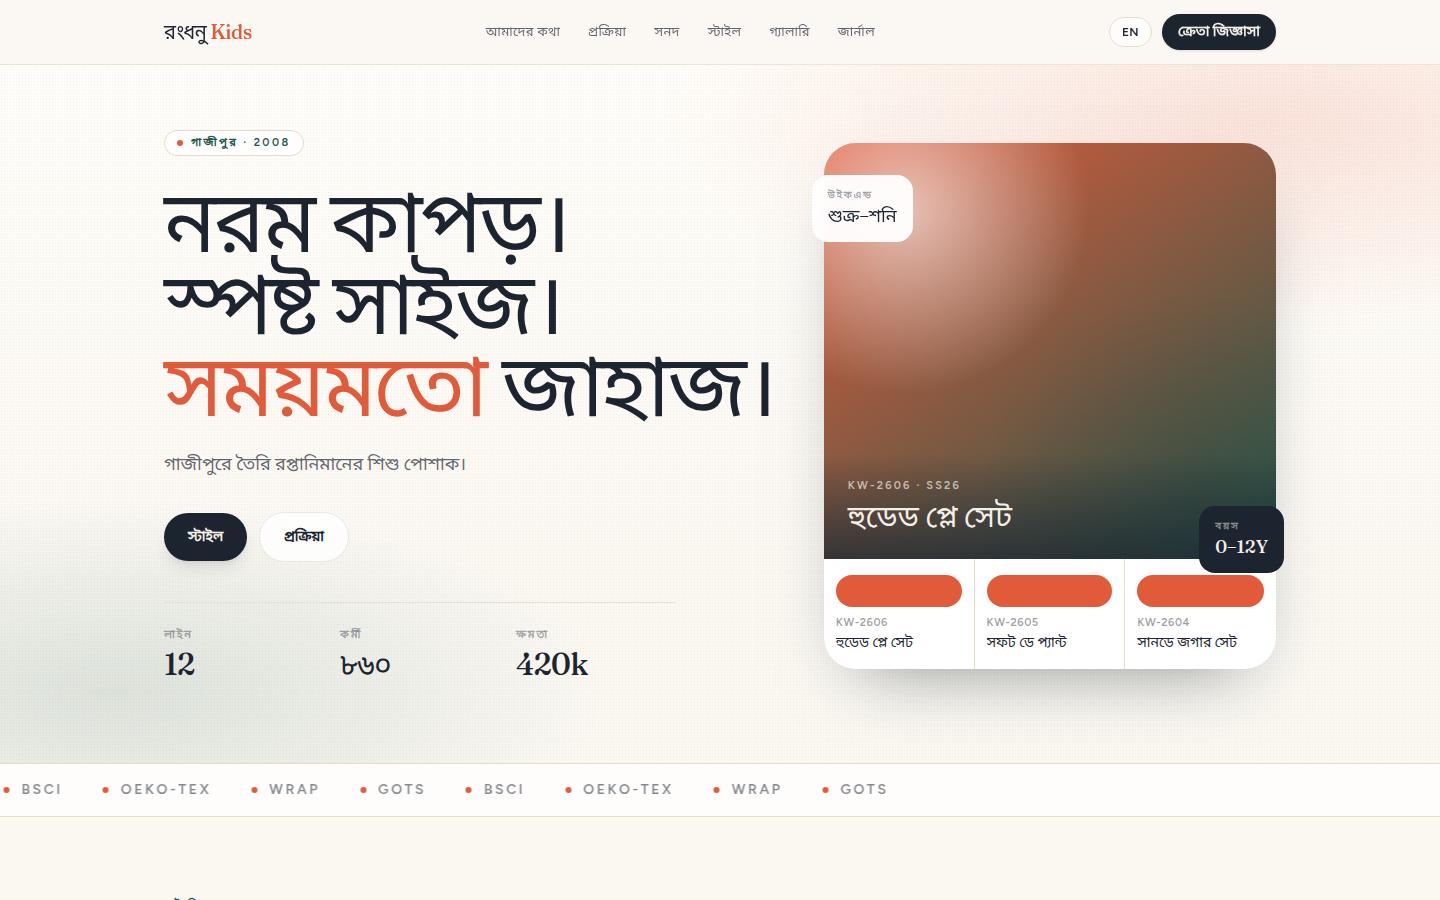 রংধনু Kids
আমাদের কথা
প্রক্রিয়া
সনদ
স্টাইল
গ্যালারি
জার্নাল
EN
ক্রেতা জিজ্ঞাসা
গাজীপুর · 2008
নরম কাপড়।
স্পষ্ট সাইজ।
সময়মতো জাহাজ।
গাজীপুরে তৈরি রপ্তানিমানের শিশু পোশাক।
স্টাইল
প্রক্রিয়া
লাইন
12
কর্মী
৮৬০
ক্ষমতা
420k
উইকএন্ড
শুক্র–শনি
KW-2606 · SS26
হুডেড প্লে সেট
বয়স
0–12Y
KW-2606
হুডেড প্লে সেট
KW-2605
সফট ডে প্যান্ট
KW-2604
সানডে জগার সেট
BSCI
OEKO-TEX
WRAP
GOTS
BSCI
OEKO-TEX
WRAP
GOTS